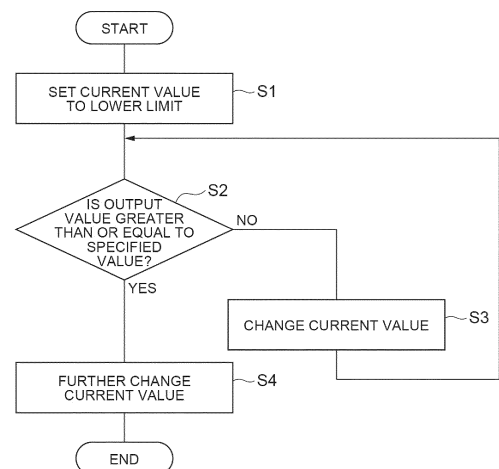 START
SET CURRENT VALUE
TO LOWER LIMIT
S1
S2
IS OUTPUT
VALUE GREATER
THAN OR EQUAL TO
SPECIFIED
VALUE?
NO
YES
CHANGE CURRENT VALUE
S3
FURTHER CHANGE
CURRENT VALUE
S4
END